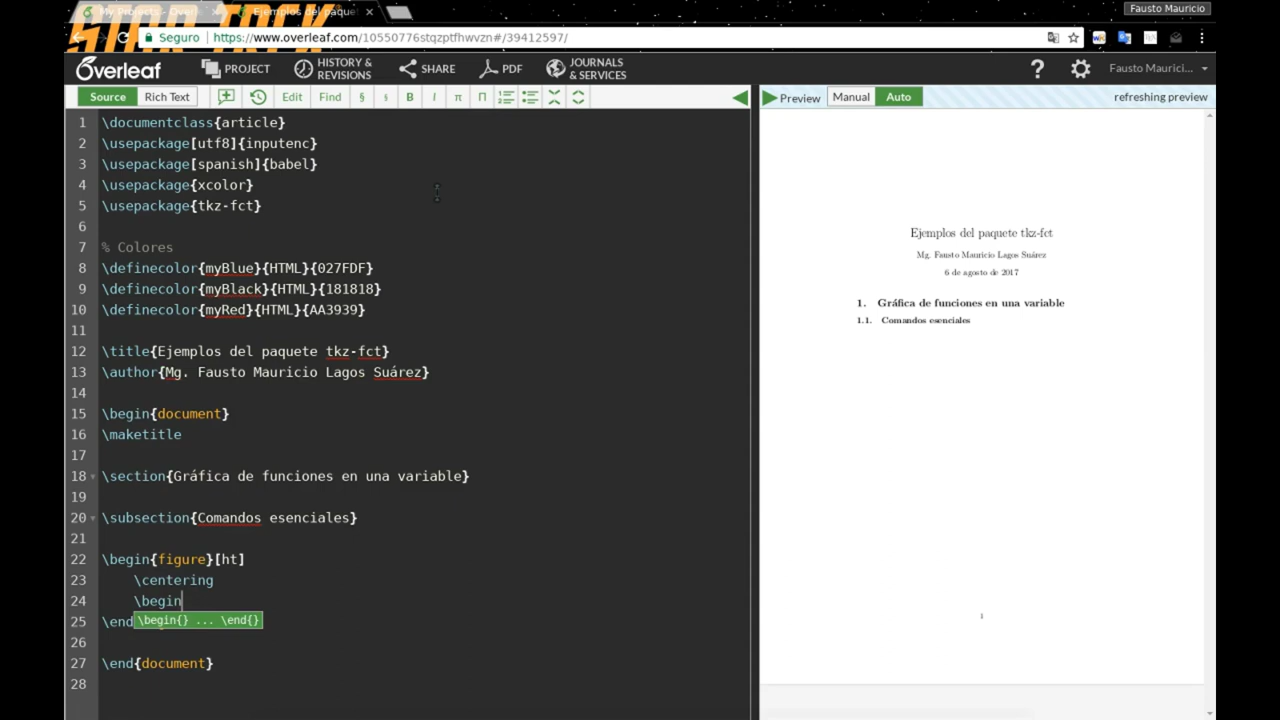 Fausto Mauricio
My Projects - Overl
Ejemplos del paque
Seguro
https://www.overleaf.com/10550776stqzptfhwvzn#/39412597/
Overleaf
PROJECT
HISTORY & REVISIONS
SHARE
PDF
JOURNALS & SERVICES
?
Fausto Maurici...
Source
Rich Text
Edit
Find
§
§
B
I
π
Π
Preview
Manual
Auto
refreshing preview
1 \documentclass{article}
2 \usepackage[utf8]{inputenc}
3 \usepackage[spanish]{babel}
4 \usepackage{xcolor}
5 \usepackage{tkz-fct}
6
7 % Colores
8 \definecolor{myBlue}{HTML}{027FDF}
9 \definecolor{myBlack}{HTML}{181818}
10 \definecolor{myRed}{HTML}{AA3939}
11
12 \title{Ejemplos del paquete tkz-fct}
13 \author{Mg. Fausto Mauricio Lagos Suárez}
14
15 \begin{document}
16 \maketitle
17
18 \section{Gráfica de funciones en una variable}
19
20 \subsection{Comandos esenciales}
21
22 \begin{figure}[ht]
23 \centering
24 \begin
25 \end
\begin{} ... \end{}
26
27 \end{document}
28
Ejemplos del paquete tkz-fct
Mg. Fausto Mauricio Lagos Suárez
6 de agosto de 2017
1. Gráfica de funciones en una variable
1.1. Comandos esenciales
1